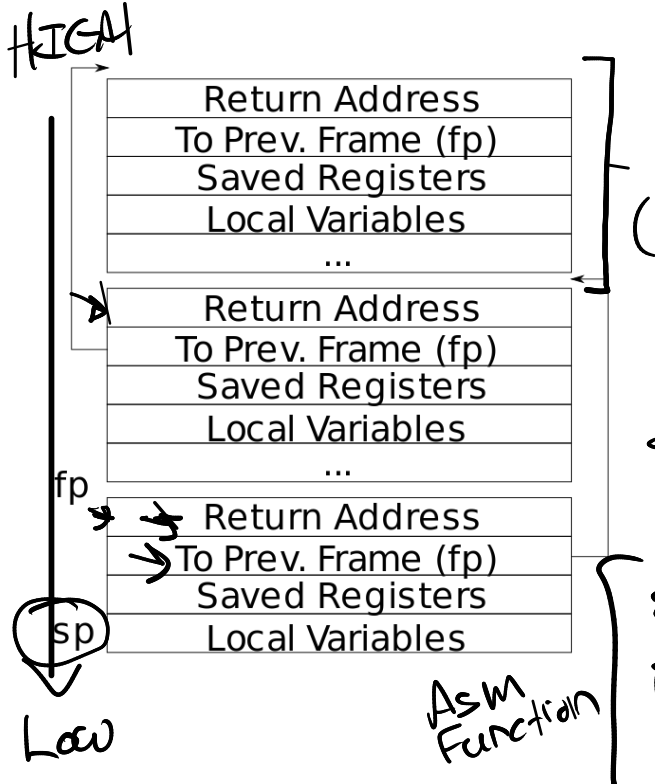 HIGH
Return Address
To Prev. Frame (fp)
Saved Registers
Local Variables
...
Return Address
To Prev. Frame (fp)
Saved Registers
Local Variables
...
fp
Return Address
To Prev. Frame (fp)
Saved Registers
sp
Local Variables
Asm
Function
Low